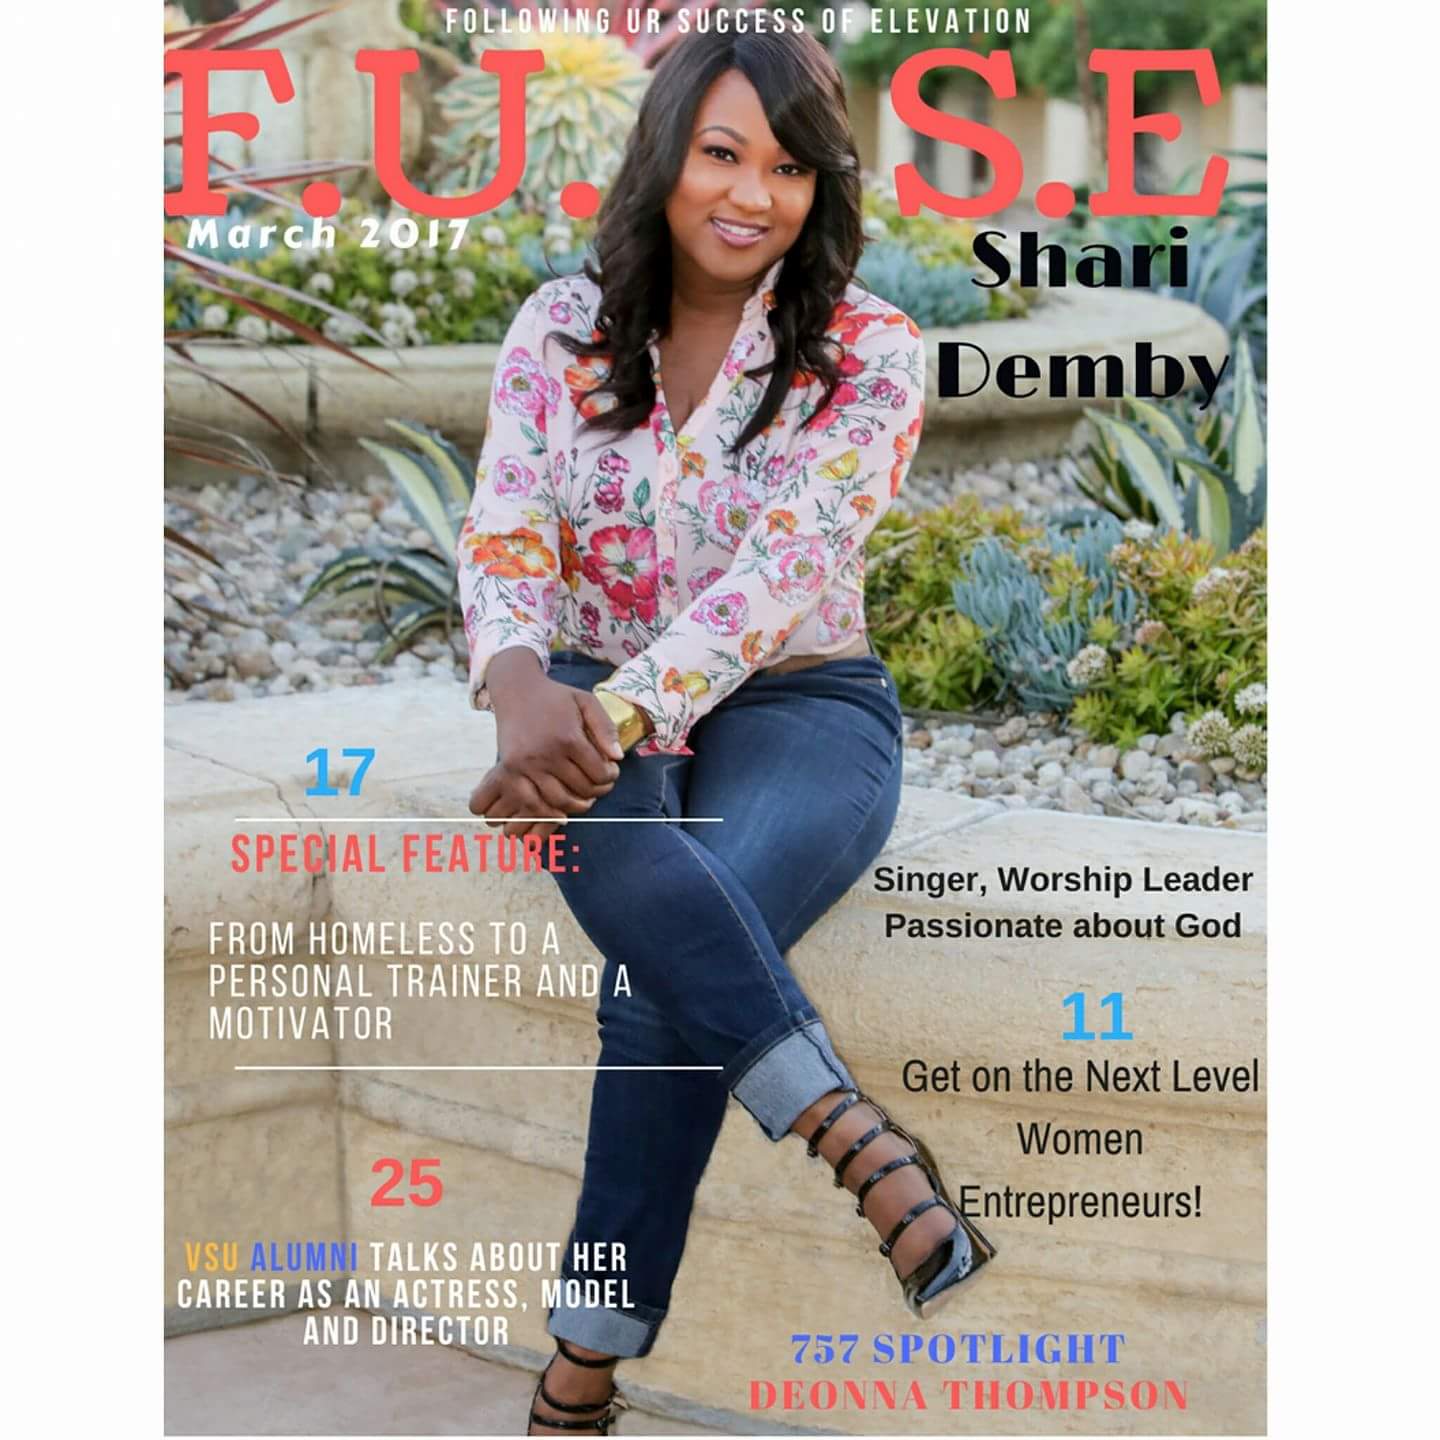 FOLLOWING UR SUCCESS OF ELEVATION
F.U.S.E
March 2017
Shari
Demby
17
SPECIAL FEATURE:
FROM HOMELESS TO A
PERSONAL TRAINER AND A
MOTIVATOR
Singer, Worship Leader
Passionate about God
11
Get on the Next Level
Women
Entrepreneurs!
25
VSU ALUMNI TALKS ABOUT HER
CAREER AS AN ACTRESS, MODEL
AND DIRECTOR
757 SPOTLIGHT
DEONNA THOMPSON